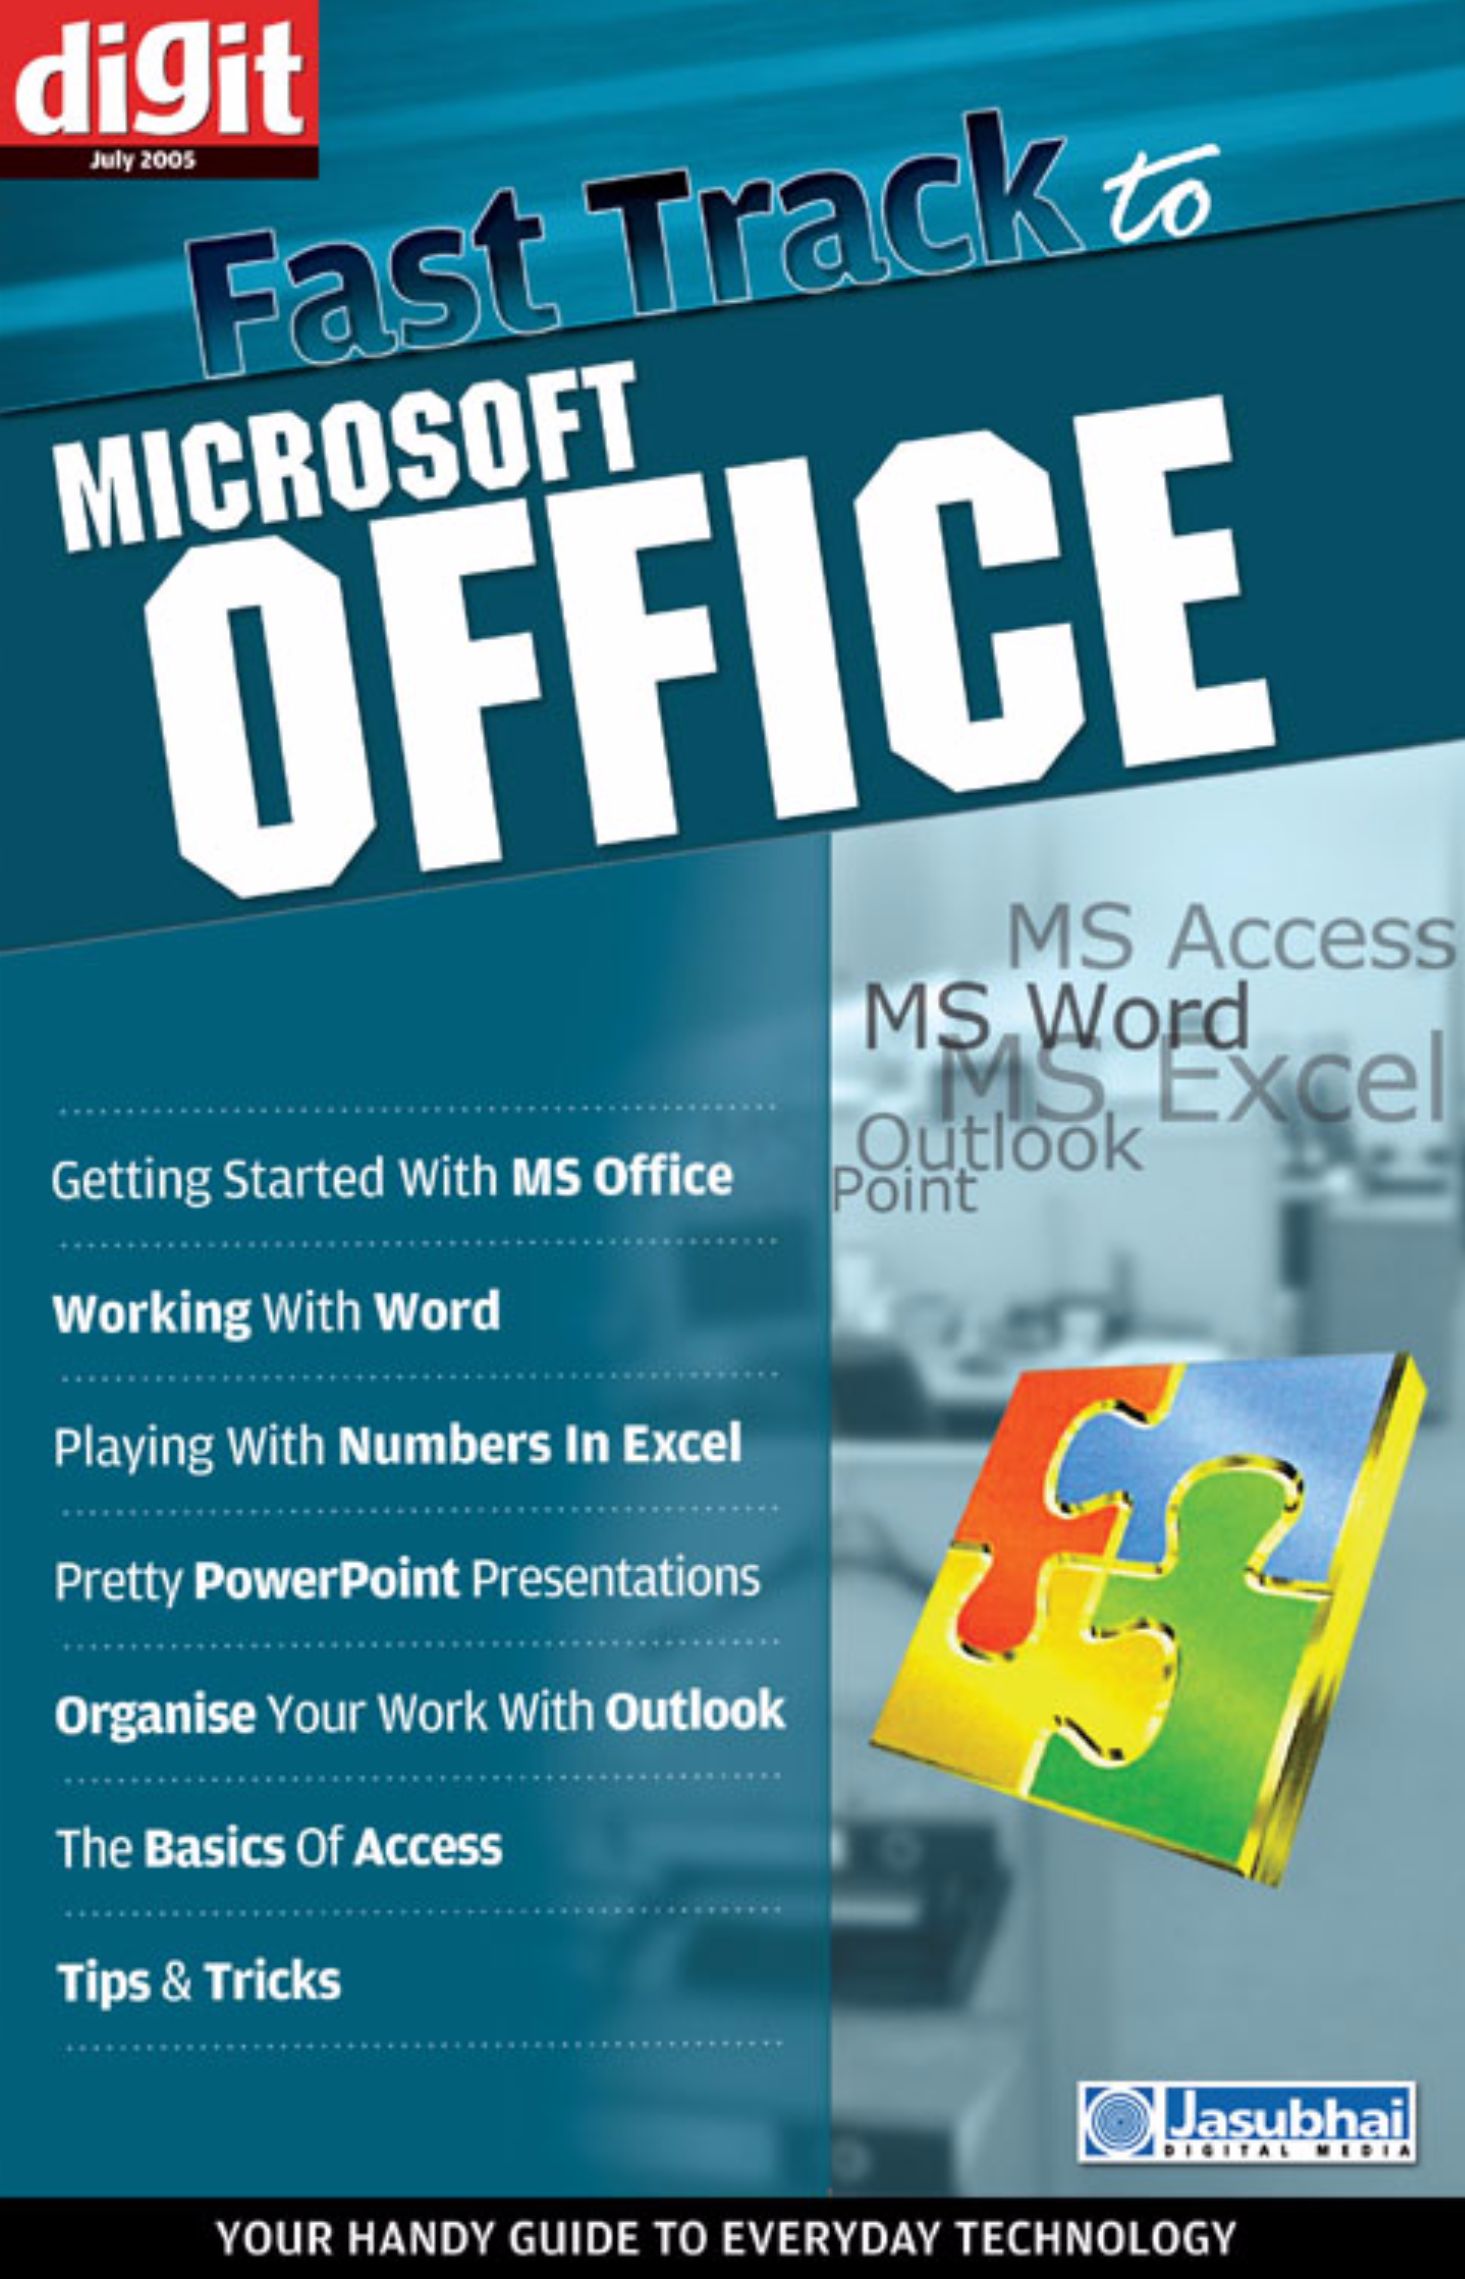 digit
July 2005
Fast Track to
MICROSOFT
OFFICE
MS Access
MS Word
MS Excel
Outlook
Point
Getting Started With MS Office
Working With Word
Playing With Numbers In Excel
Pretty PowerPoint Presentations
Organise Your Work With Outlook
The Basics Of Access
Tips & Tricks
Jasubhai
DIGITAL MEDIA
YOUR HANDY GUIDE TO EVERYDAY TECHNOLOGY